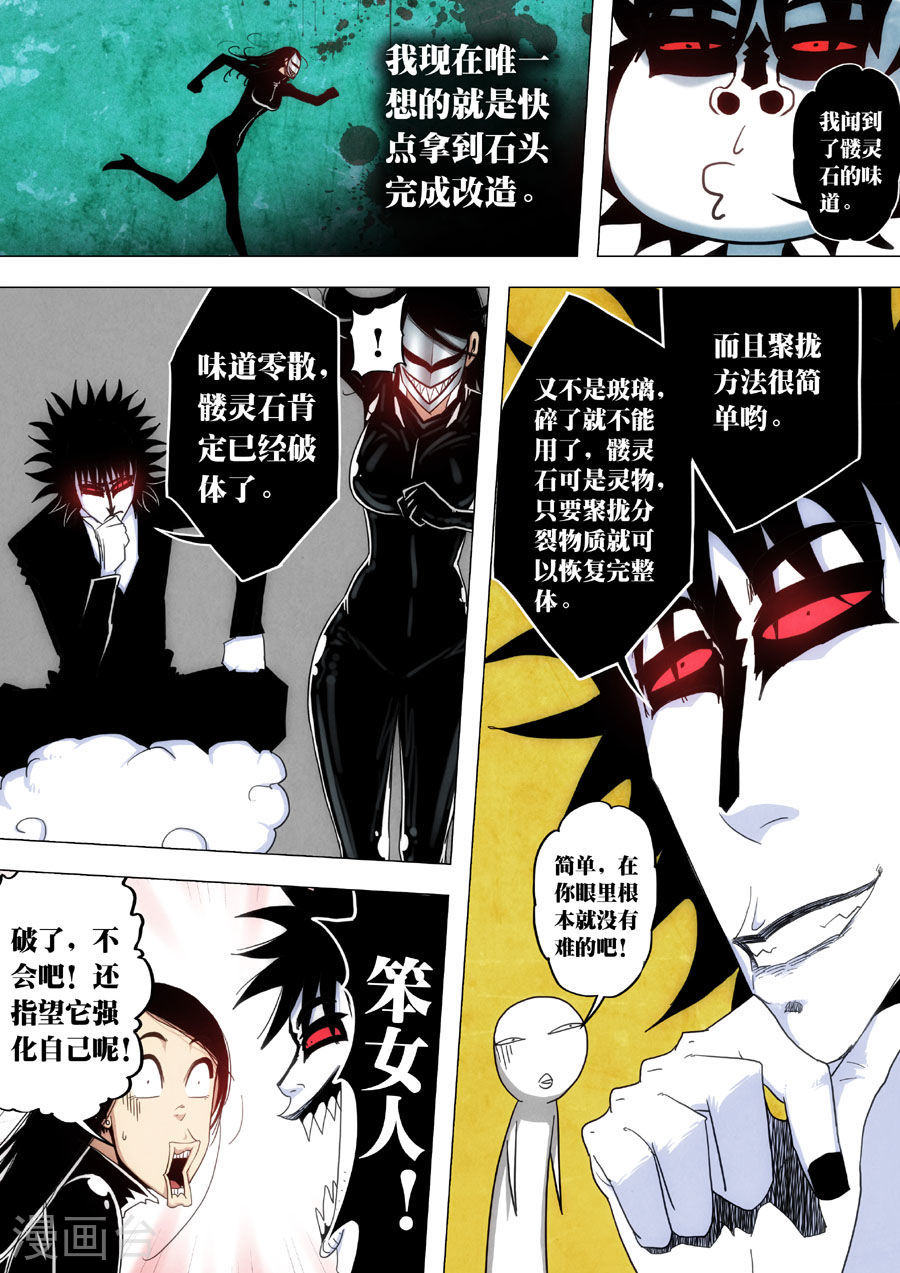 我现在唯一
想的就是快
点拿到石头
完成改造。
我闻到
了髅灵
石的味
道。
味道零散，
髅灵石肯
定已经破
体了。
！
破了，不
会吧！还
指望它强
化自己呢！
笨女人！
又不是玻璃，
碎了就不能
用了，髅灵
石可是灵物，
只要聚拢分
裂物质就可
以恢复完整
体。
而且聚拢
方法很简
单哟。
简单，在
你眼里根
本就没有
难的吧！
漫画台